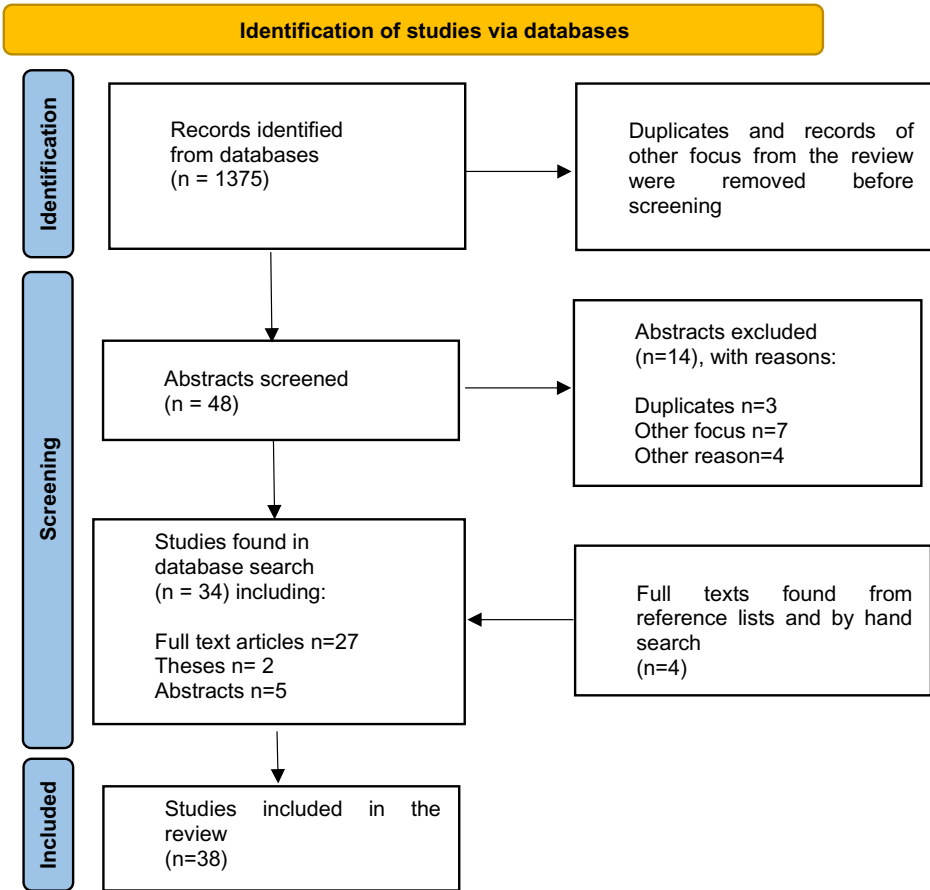 Identification of studies via databases
Identification
Records identified
from databases
(n = 1375)
Duplicates and records of
other focus from the review
were removed before
screening
Screening
Abstracts screened
(n = 48)
Abstracts excluded
(n=14), with reasons:
Duplicates n=3
Other focus n=7
Other reason=4
Studies found in
database search
(n = 34) including:
Full text articles n=27
Theses n= 2
Abstracts n=5
Full texts found from
reference lists and by hand
search
(n=4)
Included
Studies included in the
review
(n=38)